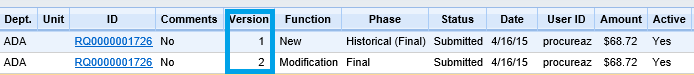 Dept. Unit ID Comments Version Function Phase Status Date User ID Amount Active
ADA RQ0000001726 No 1 New Historical (Final) Submitted 4/16/15 procureaz $68.72 Yes
ADA RQ0000001726 No 2 Modification Final Submitted 4/16/15 procureaz $68.72 Yes